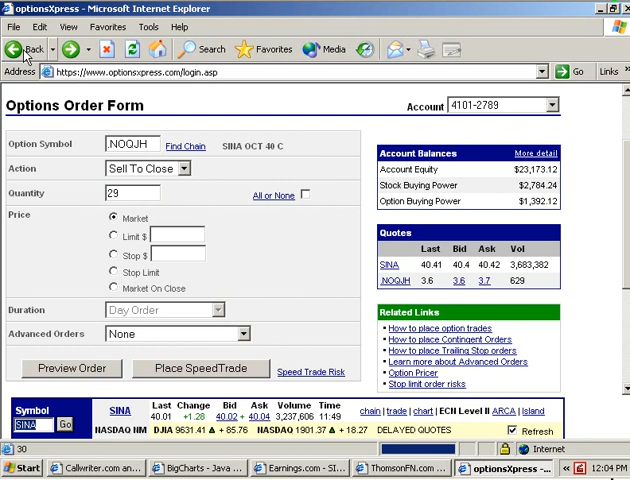 optionsXpress - Microsoft Internet Explorer
File Edit View Favorites Tools Help
Back Search Favorites Media
Address https://www.optionsxpress.com/login.asp Go Links »
Options Order Form
Account 4101-2789
Option Symbol .NOQJH Find Chain SINA OCT 40 C
Action Sell To Close
Quantity 29 All or None
Price Market
Limit $
Stop $
Stop Limit
Market On Close
Duration Day Order
Advanced Orders None
Preview Order Place SpeedTrade Speed Trade Risk
Account Balances More detail
Account Equity $23,173.12
Stock Buying Power $2,784.24
Option Buying Power $1,392.12
Quotes
Last Bid Ask Vol
SINA 40.41 40.4 40.42 3,683,382
.NOQJH 3.6 3.6 3.7 629
Related Links
• How to place option trades
• How to place Contingent Orders
• How to place Trailing Stop orders
• Learn more about Advanced Orders
• Option Pricer
• Stop limit order risks
Symbol
SINA Go
SINA Last Change Bid Ask Volume Time
40.01 +1.28 40.02 + 40.04 3,237,606 11:49
chain | trade | chart | ECN Level II ARCA | Island
NASDAQ NM DJIA 9631.41 ▲ + 85.76 NASDAQ 1901.37 ▲ + 18.27 DELAYED QUOTES Refresh
30 Internet
Start Callwriter.com an... BigCharts - Java ... Earnings.com - SI... ThomsonFN.com ... optionsXpress -... « 12:04 PM